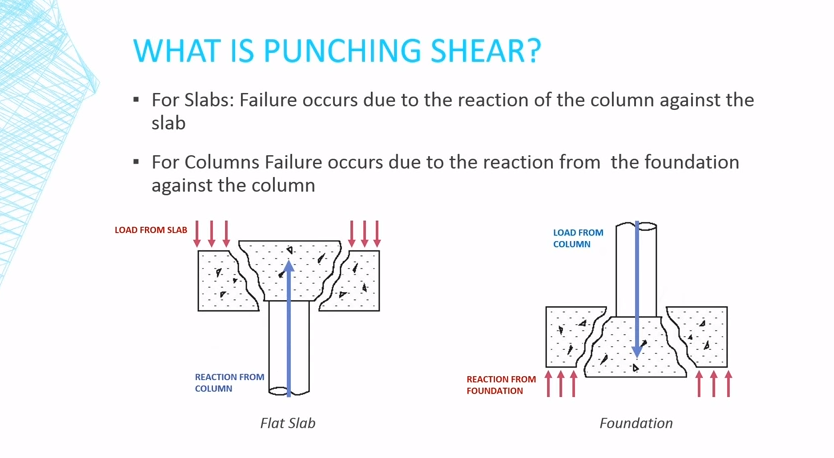 WHAT IS PUNCHING SHEAR?
▪ For Slabs: Failure occurs due to the reaction of the column against the
slab
▪ For Columns Failure occurs due to the reaction from  the foundation
against the column
LOAD FROM SLAB
REACTION FROM
COLUMN
Flat Slab
LOAD FROM
COLUMN
REACTION FROM
FOUNDATION
Foundation